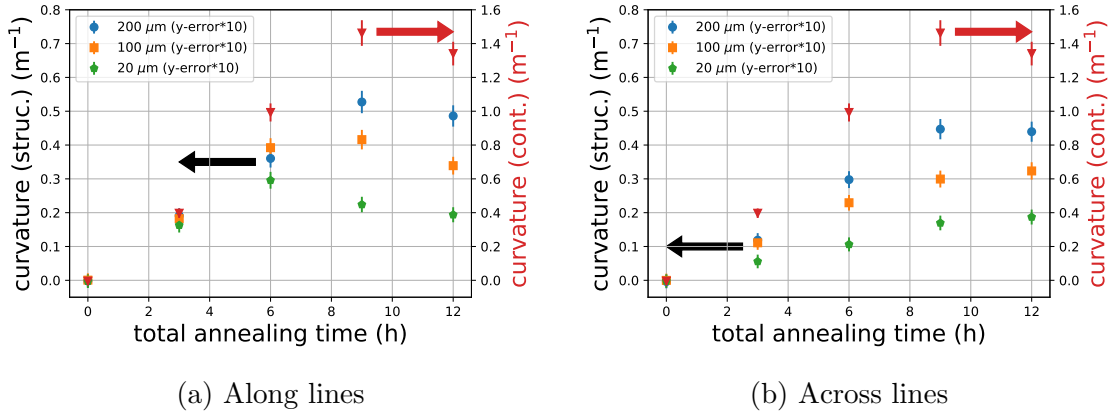 0.8
0.7
0.6
0.5
0.4
0.3
0.2
0.1
0.0
curvature (struc.) (m⁻¹)
200 μm (y-error*10)
100 μm (y-error*10)
20 μm (y-error*10)
1.6
1.4
1.2
1.0
0.8
0.6
0.4
0.2
0.0
curvature (cont.) (m⁻¹)
0 2 4 6 8 10 12
total annealing time (h)
(a) Along lines
0.8
0.7
0.6
0.5
0.4
0.3
0.2
0.1
0.0
curvature (struc.) (m⁻¹)
200 μm (y-error*10)
100 μm (y-error*10)
20 μm (y-error*10)
1.6
1.4
1.2
1.0
0.8
0.6
0.4
0.2
0.0
curvature (cont.) (m⁻¹)
0 2 4 6 8 10 12
total annealing time (h)
(b) Across lines